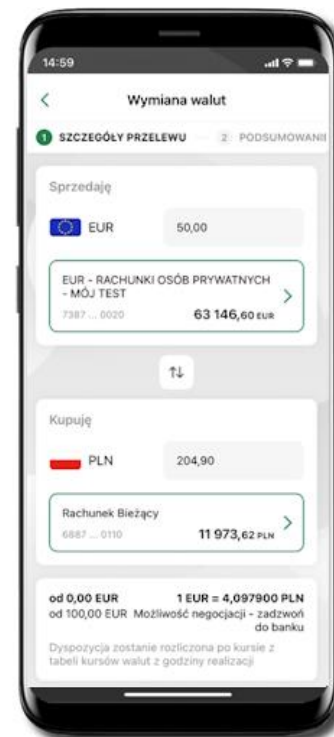 14:59
Wymiana walut
1 SZCZEGÓŁY PRZELEWU 2 PODSUMOWANIE
Sprzedaję
EUR 50,00
EUR - RACHUNKI OSÓB PRYWATNYCH
- MÓJ TEST
7387 ... 0020 63 146,60 EUR
Kupuję
PLN 204,90
Rachunek Bieżący
6887 ... 0110 11 973,62 PLN
od 0,00 EUR 1 EUR = 4,097900 PLN
od 100,00 EUR Możliwość negocjacji - zadzwoń
do banku
Dyspozycja zostanie rozliczona po kursie z
tabeli kursów walut z godziny realizacji